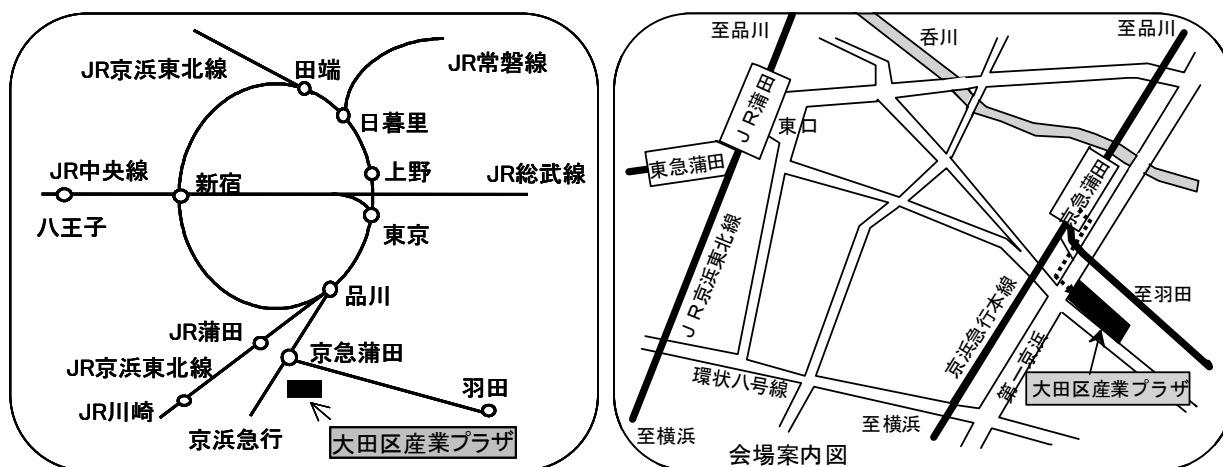 JR京浜東北線
田端
JR常磐線
日暮里
上野
JR中央線
新宿
JR総武線
八王子
東京
品川
JR蒲田
京急蒲田
JR京浜東北線
羽田
JR川崎
京浜急行
大田区産業プラザ
至品川
呑川
至品川
JR蒲田
東口
東急蒲田
京急蒲田
JR京浜東北線
至羽田
京浜急行本線
第一京浜
環状八号線
大田区産業プラザ
至横浜
至横浜
会場案内図